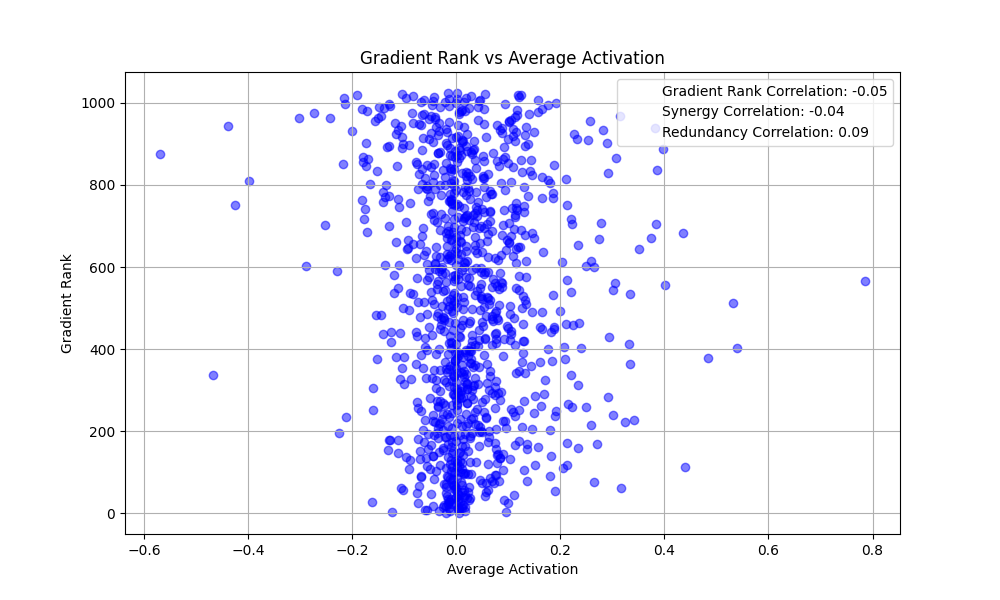 Gradient Rank vs Average Activation
Gradient Rank Correlation: -0.05
Synergy Correlation: -0.04
Redundancy Correlation: 0.09
1000
800
600
400
200
0
Gradient Rank
−0.6 −0.4 −0.2 0.0 0.2 0.4 0.6 0.8
Average Activation